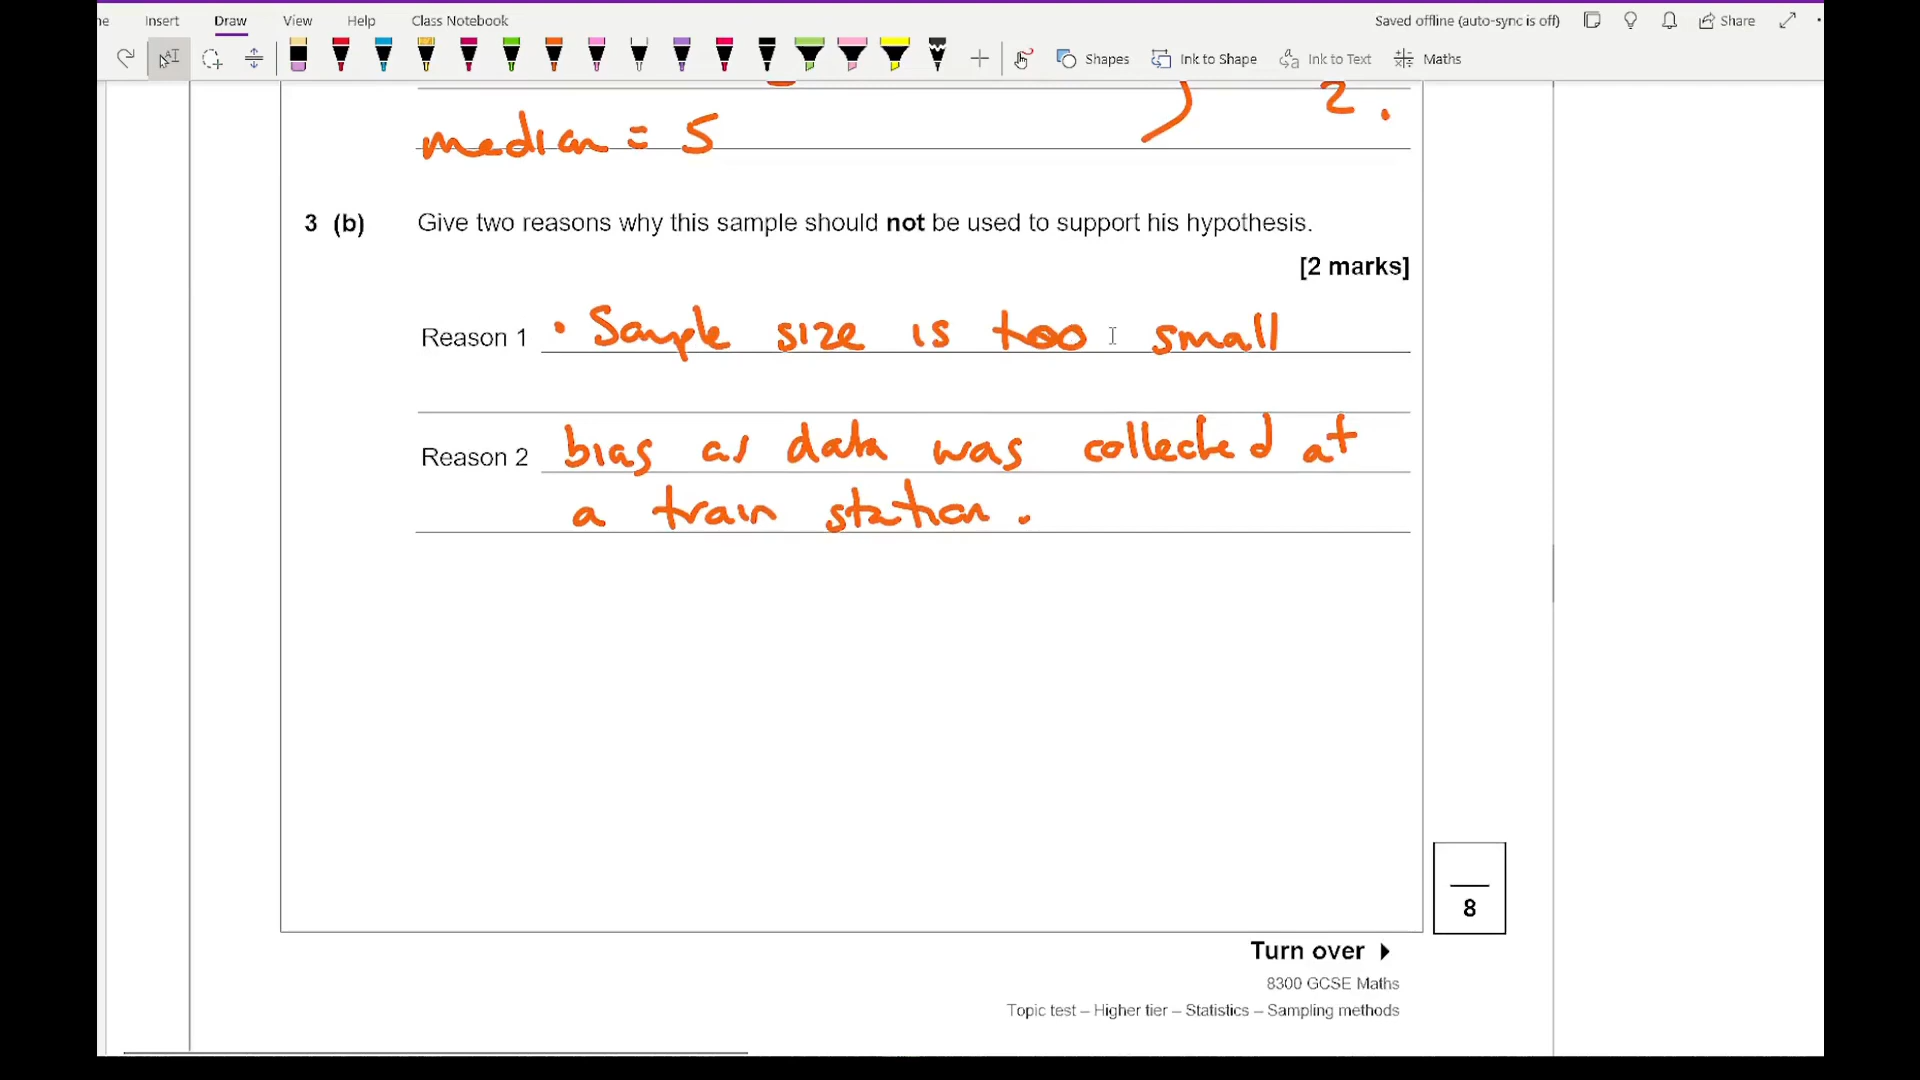 Insert Draw View Help Class Notebook Saved offline (auto-sync is off) Share
Shapes Ink to Shape Ink to Text Maths
2.
median = 5
3 (b) Give two reasons why this sample should not be used to support his hypothesis.
[2 marks]
Reason 1 • Sample size is too small
Reason 2 bias as data was collected at
a train station.
8
Turn over
8300 GCSE Maths
Topic test – Higher tier – Statistics – Sampling methods